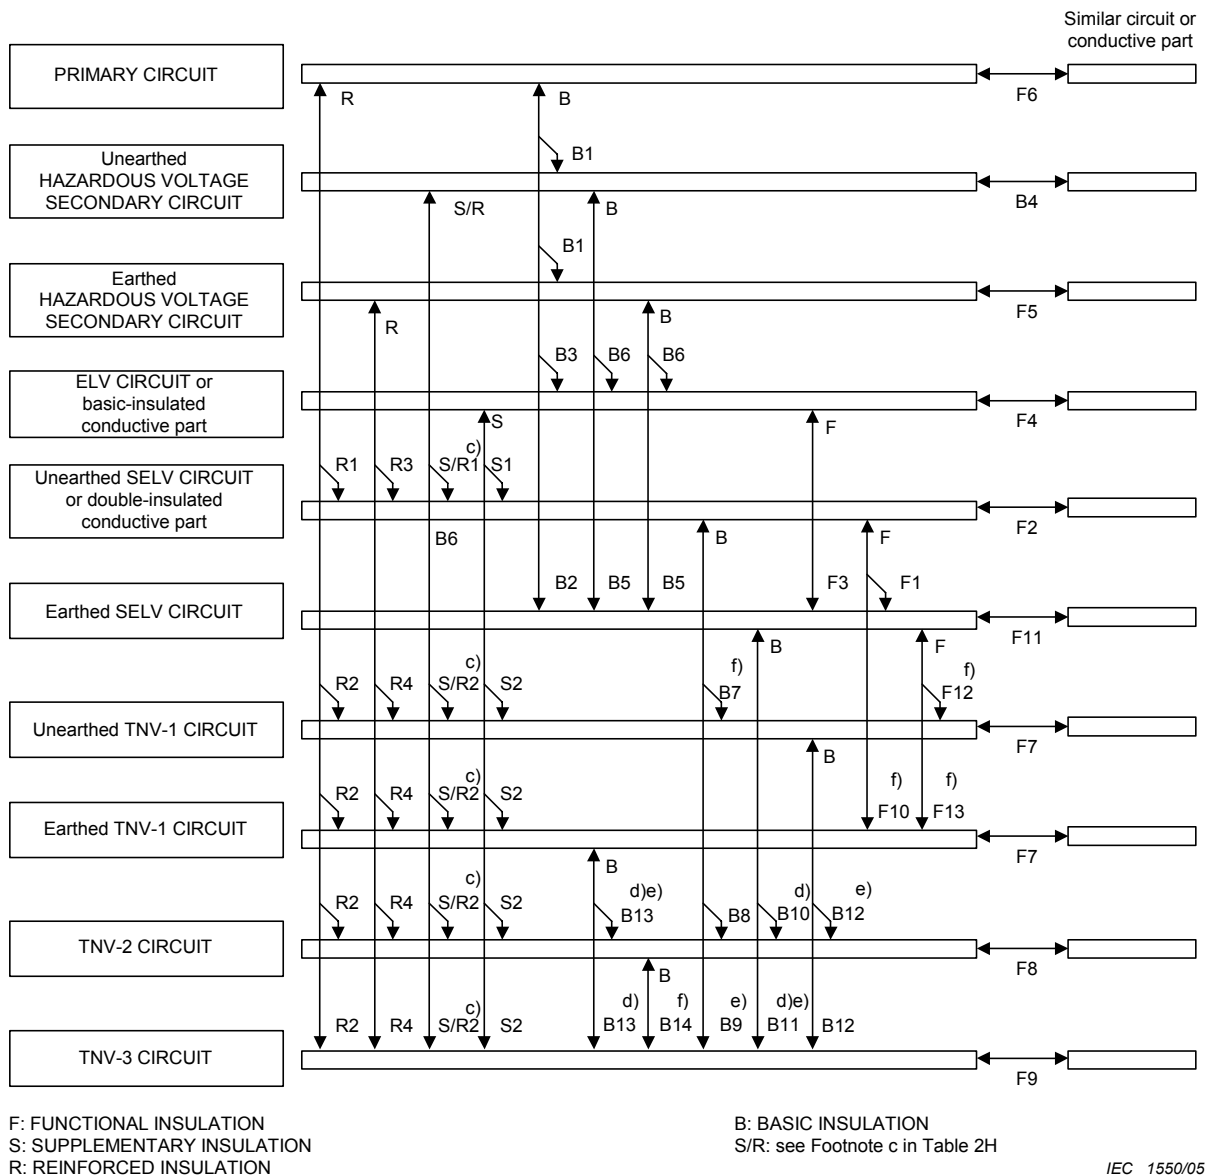 Similar circuit or
conductive part
PRIMARY CIRCUIT
F6
R
B
Unearthed
HAZARDOUS VOLTAGE
SECONDARY CIRCUIT
B1
B4
S/R
B
B1
Earthed
HAZARDOUS VOLTAGE
SECONDARY CIRCUIT
F5
R
B
B3
B6
B6
ELV CIRCUIT or
basic-insulated
conductive part
F4
S
F
c)
R1
R3
S/R1
S1
Unearthed SELV CIRCUIT
or double-insulated
conductive part
F2
B6
B
F
B2
B5
B5
F3
F1
Earthed SELV CIRCUIT
F11
B
F
c)
f)
f)
R2
R4
S/R2
S2
B7
F12
Unearthed TNV-1 CIRCUIT
F7
B
c)
f)
f)
R2
R4
S/R2
S2
F10
F13
Earthed TNV-1 CIRCUIT
F7
B
c)
d)e)
d)
e)
R2
R4
S/R2
S2
B13
B8
B10
B12
TNV-2 CIRCUIT
F8
B
c)
d)
f)
e)
d)e)
R2
R4
S/R2
S2
B13
B14
B9
B11
B12
TNV-3 CIRCUIT
F9
F: FUNCTIONAL INSULATION
B: BASIC INSULATION
S: SUPPLEMENTARY INSULATION
S/R: see Footnote c in Table 2H
R: REINFORCED INSULATION
IEC 1550/05